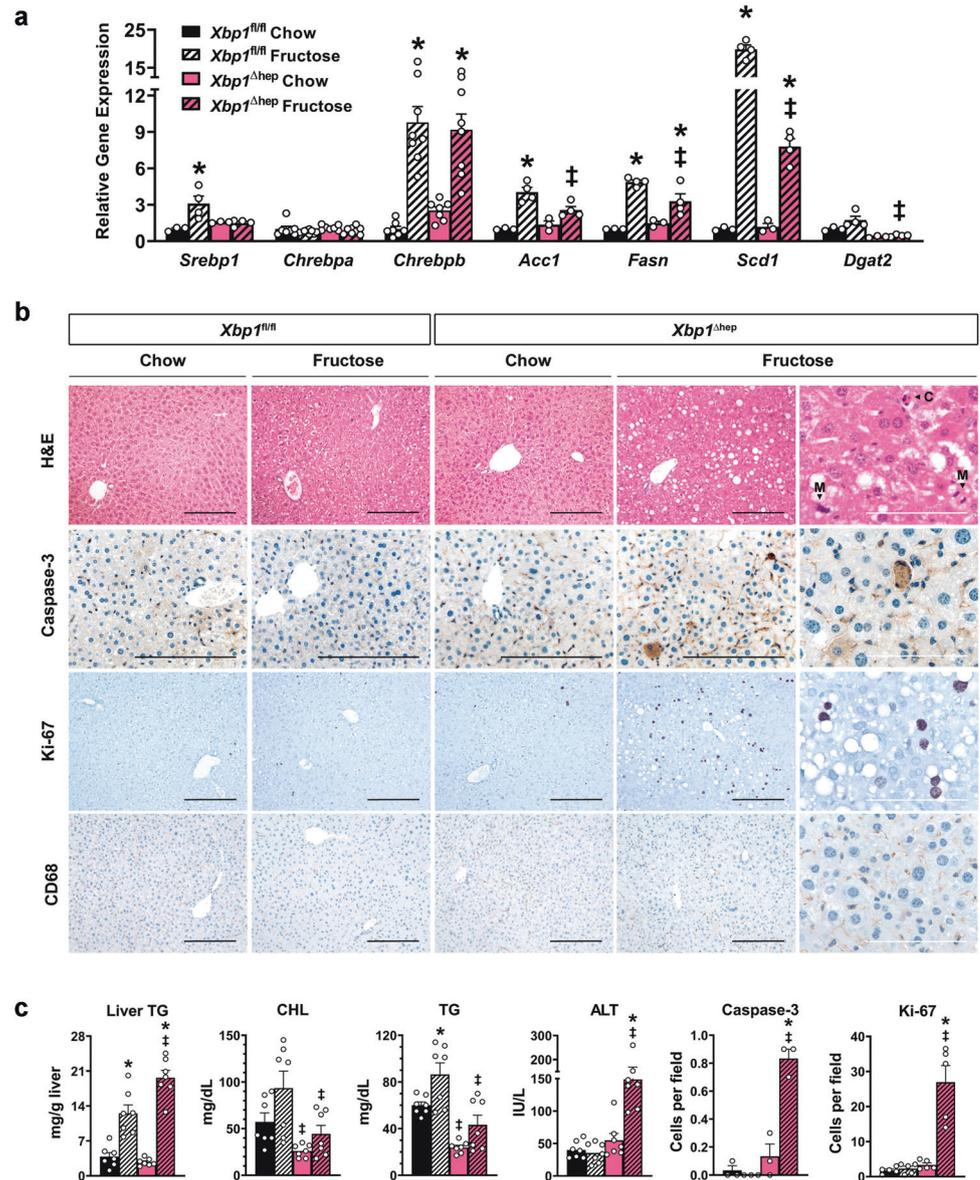 a
Relative Gene Expression
25
15
12
9
6
3
0
Xbp1fl/fl Chow
Xbp1fl/fl Fructose
Xbp1Δhep Chow
Xbp1Δhep Fructose
* * * * ‡ * * ‡ * * ‡ ‡
Srebp1 Chrebpa Chrebpb Acc1 Fasn Scd1 Dgat2
b
Xbp1fl/fl Xbp1Δhep
Chow Fructose Chow Fructose
H&E
C
M M
Caspase-3
Ki-67
CD68
c
Liver TG
mg/g liver
28
21
14
7
0
* * ‡
CHL
mg/dL
150
100
50
0
‡ ‡
TG
mg/dL
120
80
40
0
* ‡ ‡
ALT
IU/L
300
200
150
100
50
0
* ‡
Caspase-3
Cells per field
1.0
0.8
0.6
0.4
0.2
0.0
* ‡
Ki-67
Cells per field
40
30
20
10
0
* ‡